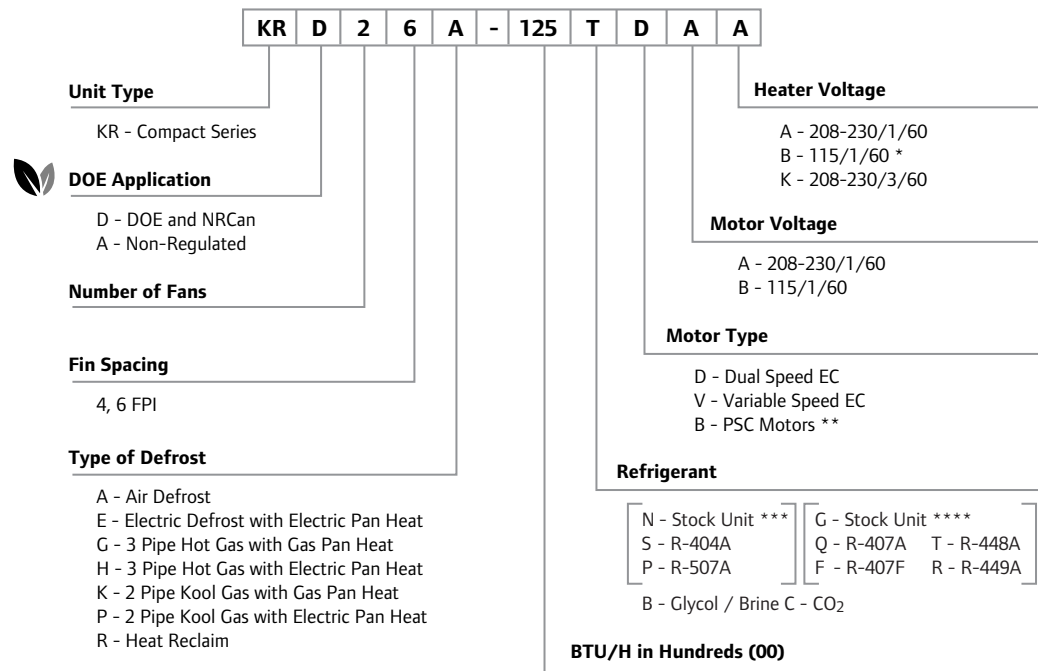 KR D 2 6 A - 125 T D A A
Unit Type
KR - Compact Series
DOE Application
D - DOE and NRCan
A - Non-Regulated
Number of Fans
Fin Spacing
4, 6 FPI
Type of Defrost
A - Air Defrost
E - Electric Defrost with Electric Pan Heat
G - 3 Pipe Hot Gas with Gas Pan Heat
H - 3 Pipe Hot Gas with Electric Pan Heat
K - 2 Pipe Kool Gas with Gas Pan Heat
P - 2 Pipe Kool Gas with Electric Pan Heat
R - Heat Reclaim
Heater Voltage
A - 208-230/1/60
B - 115/1/60 *
K - 208-230/3/60
Motor Voltage
A - 208-230/1/60
B - 115/1/60
Motor Type
D - Dual Speed EC
V - Variable Speed EC
B - PSC Motors **
Refrigerant
N - Stock Unit ***
S - R-404A
P - R-507A
G - Stock Unit ****
Q - R-407A T - R-448A
F - R-407F R - R-449A
B - Glycol / Brine C - CO2
BTU/H in Hundreds (00)